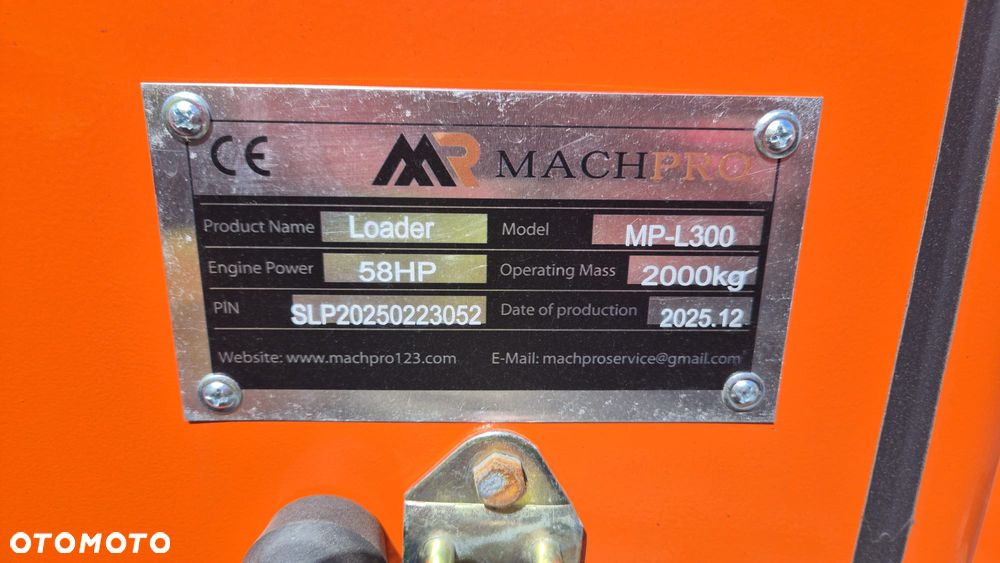 CE MR MACHPRO
Product Name Loader Model MP-L300
Engine Power 58HP Operating Mass 2000kg
PIN SLP20250223052 Date of production 2025.12
Website: www.machpro123.com E-Mail: machproservice@gmail.com
OTOMOTO